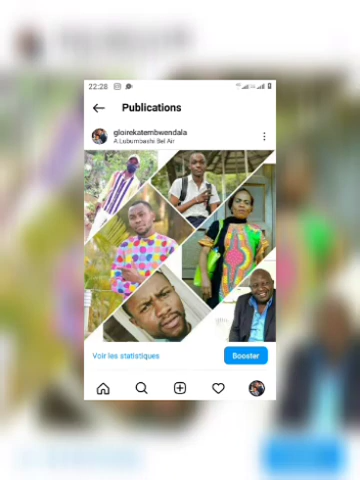 22:28
Publications
gloirekatembwendala
A Lubumbashi Bel Air
Voir les statistiques
Booster